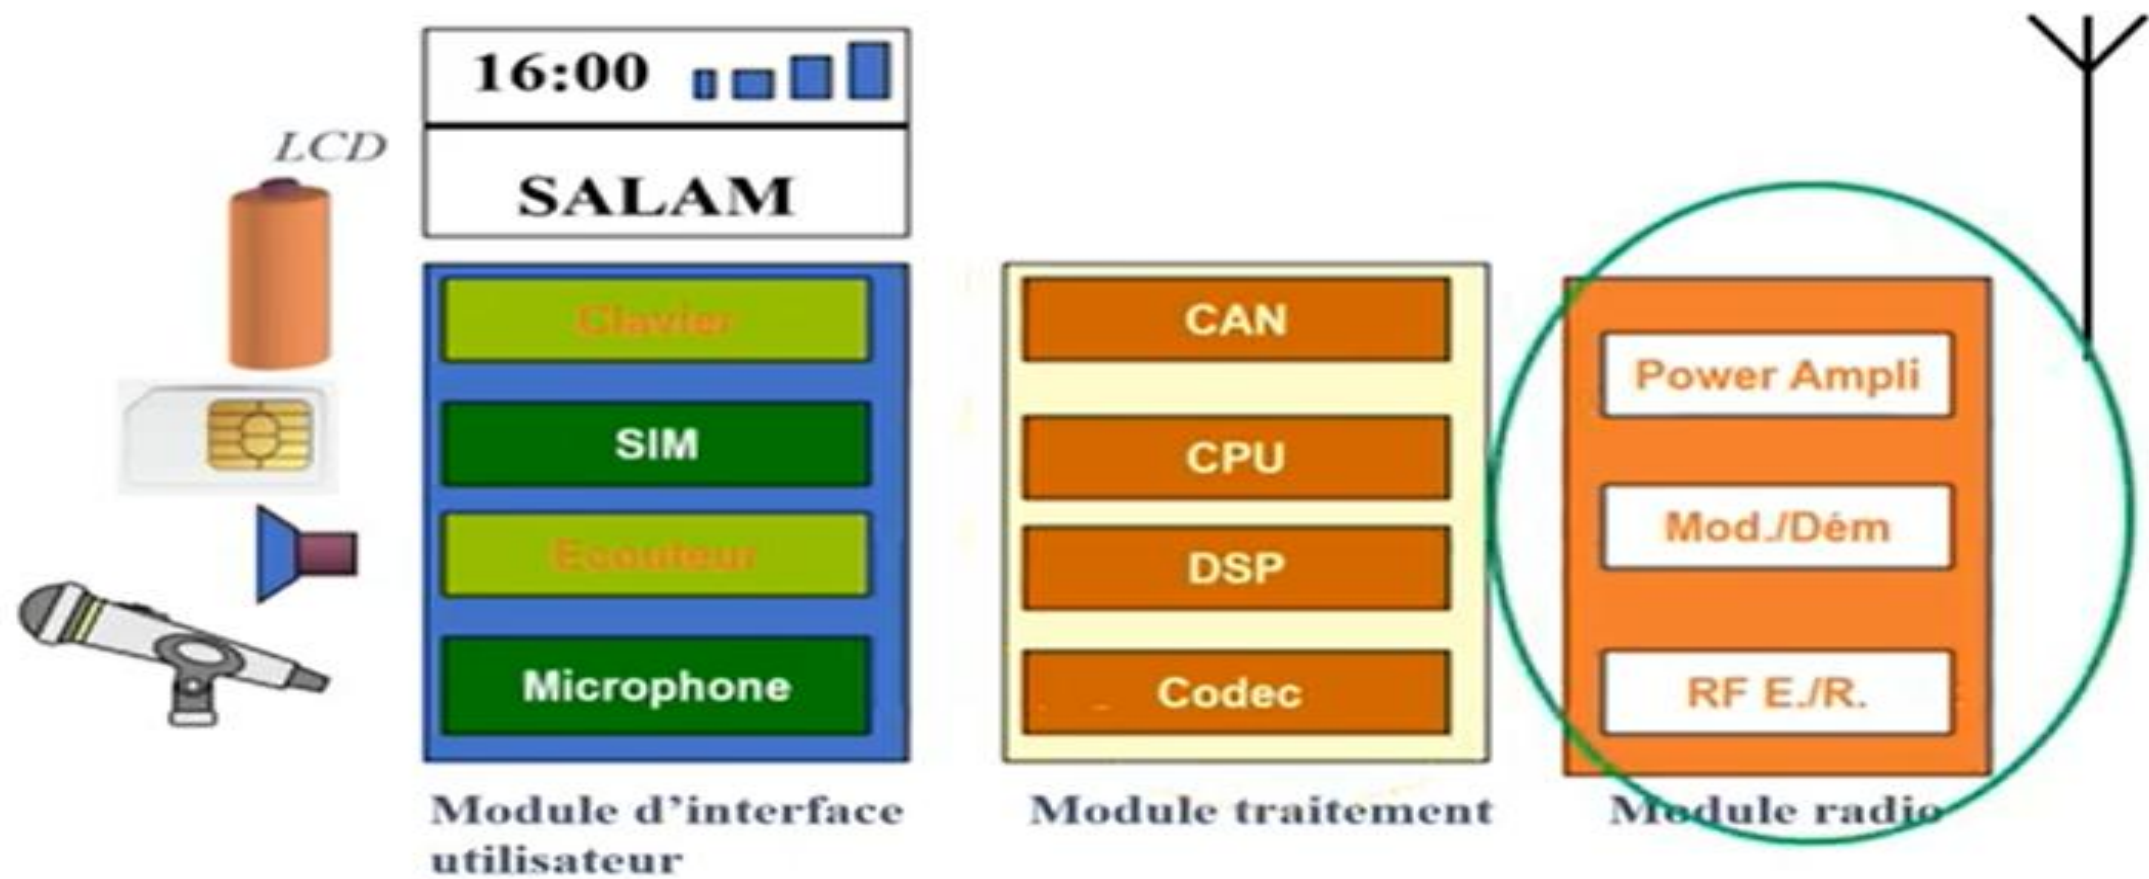 16:00
LCD
SALAM
Clavier
SIM
Ecouteur
Microphone
Module d'interface
utilisateur
CAN
CPU
DSP
Codec
Module traitement
Power Ampli
Mod./Dém
RF E./R.
Module radio